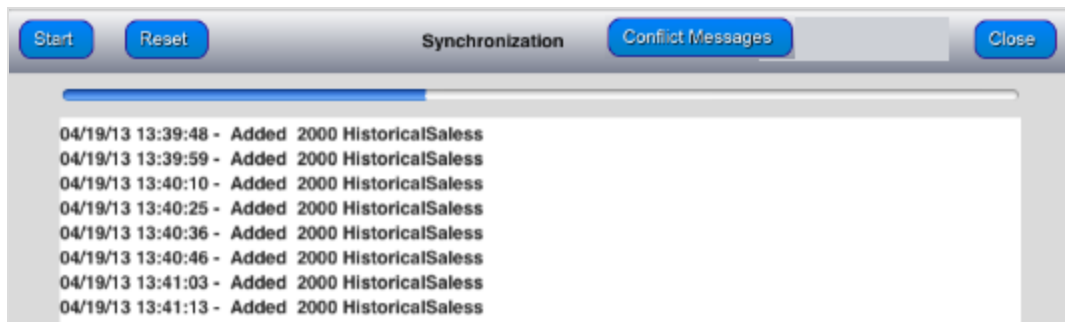 Start Reset Synchronization Conflict Messages Close
04/19/13 13:39:48 - Added 2000 HistoricalSaless
04/19/13 13:39:59 - Added 2000 HistoricalSaless
04/19/13 13:40:10 - Added 2000 HistoricalSaless
04/19/13 13:40:25 - Added 2000 HistoricalSaless
04/19/13 13:40:36 - Added 2000 HistoricalSaless
04/19/13 13:40:46 - Added 2000 HistoricalSaless
04/19/13 13:41:03 - Added 2000 HistoricalSaless
04/19/13 13:41:13 - Added 2000 HistoricalSaless